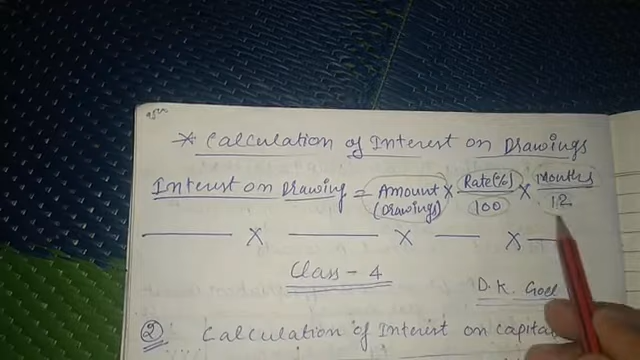 * Calculation of Interest on Drawings
Interest on Drawing = Amount (Drawings) × Rate(%)/100 × Months/12
—— × —— × —— × ——
Class - 4
D.K. Goel
② Calculation of Interest on capital